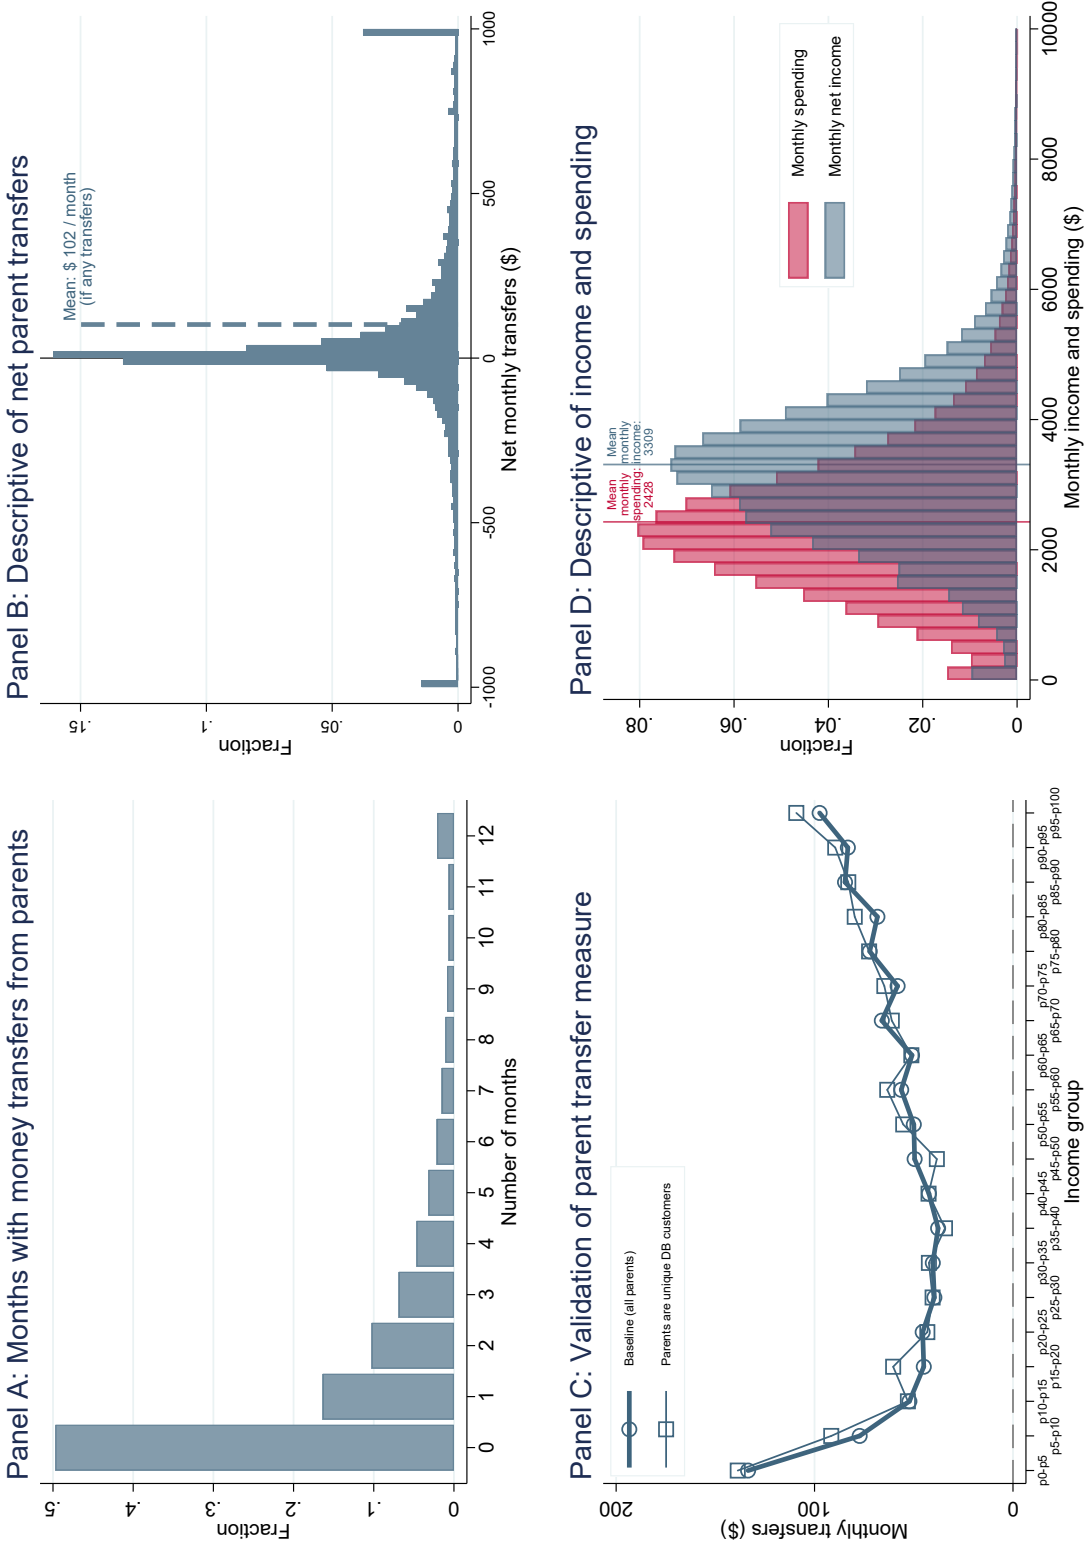 Panel A: Months with money transfers from parents
Fraction
.5
.4
.3
.2
.1
0
0 1 2 3 4 5 6 7 8 9 10 11 12
Number of months
Panel B: Descriptive of net parent transfers
Fraction
.15
.1
.05
0
Mean: $ 102 / month
(if any transfers)
-1000 -500 0 500 1000
Net monthly transfers ($)
Panel C: Validation of parent transfer measure
Monthly transfers ($)
200
100
0
Baseline (all parents)
Parents are unique DB customers
p0-p5 p5-p10 p10-p15 p15-p20 p20-p25 p25-p30 p30-p35 p35-p40 p40-p45 p45-p50 p50-p55 p55-p60 p60-p65 p65-p70 p70-p75 p75-p80 p80-p85 p85-p90 p90-p95 p95-p100
Income group
Panel D: Descriptive of income and spending
Fraction
.08
.06
.04
.02
0
Mean
monthly
spending:
2428
Mean
monthly
income:
3309
Monthly spending
Monthly net income
0 2000 4000 6000 8000 10000
Monthly income and spending ($)